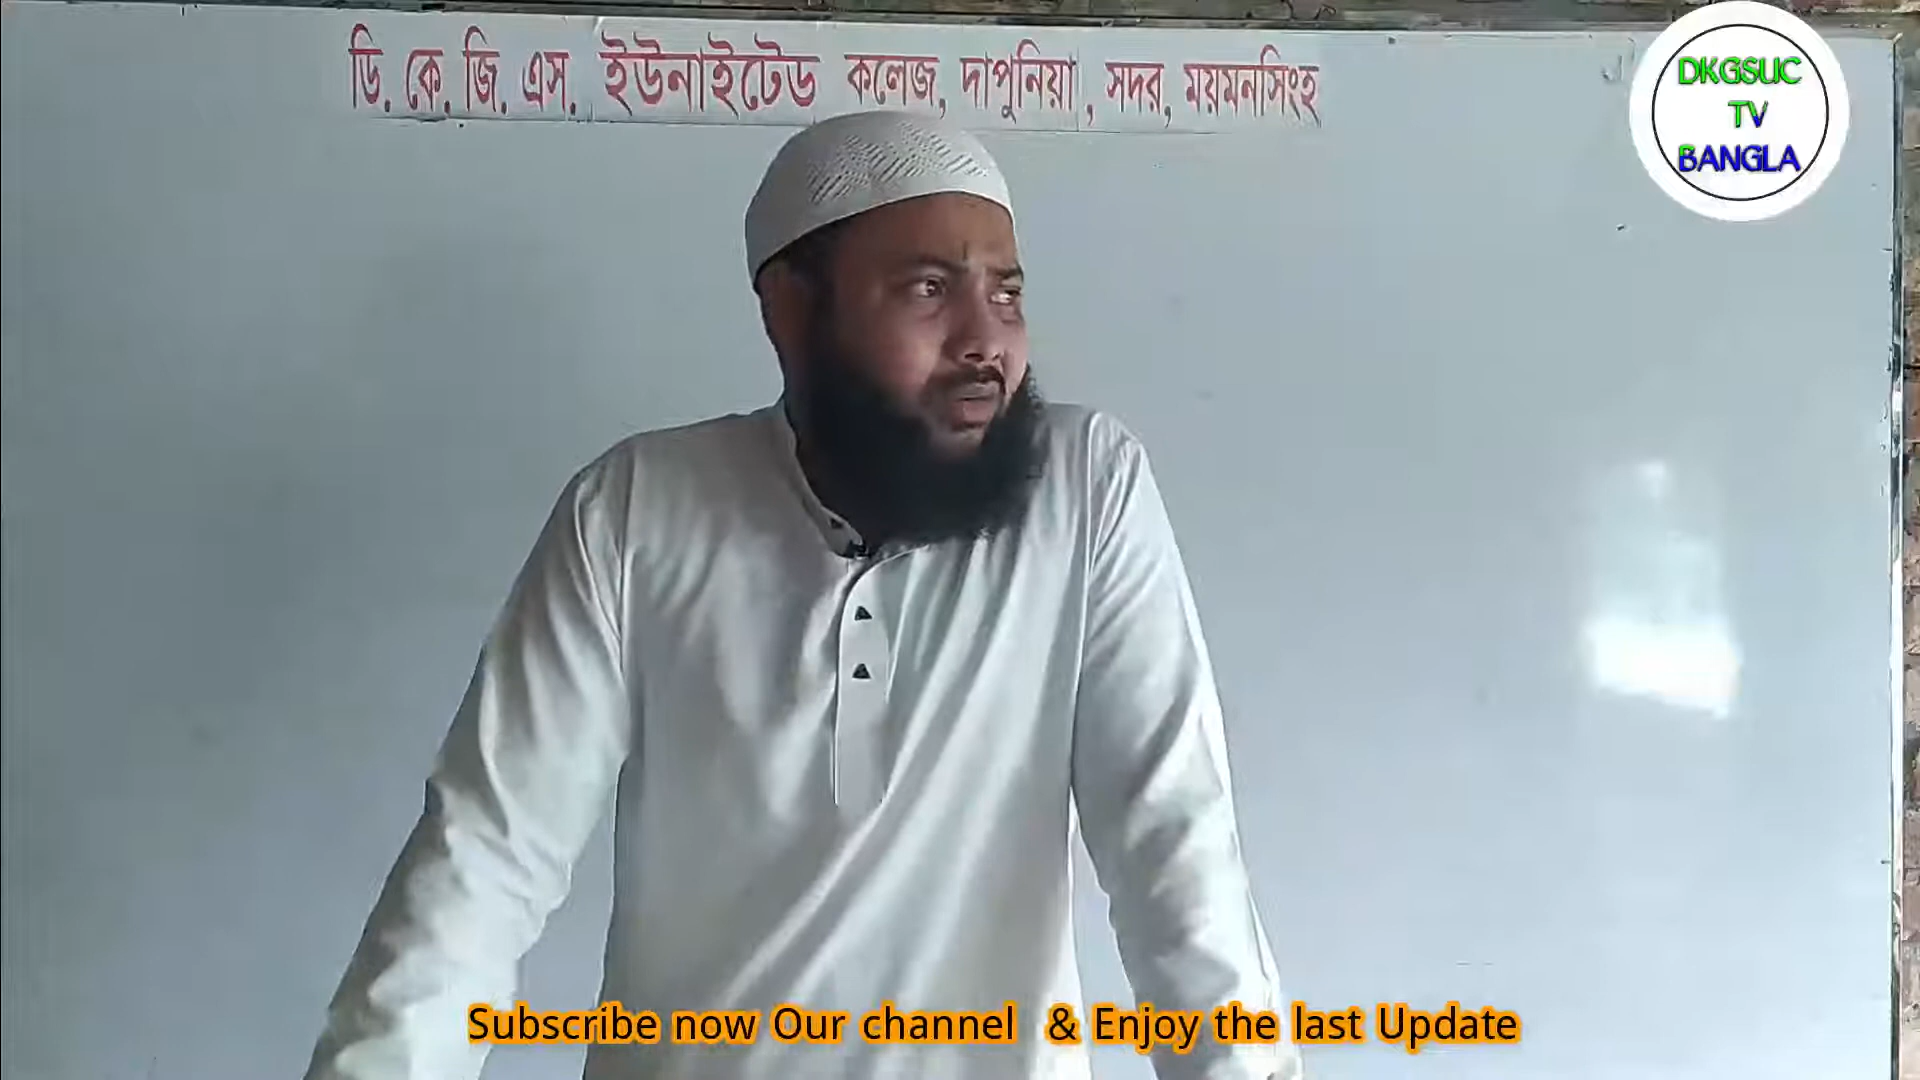 ডি. কে. জি. এস. ইউনাইটেড কলেজ, দাপুনিয়া, সদর, ময়মনসিংহ
DKGSUC
TV
BANGLA
Subscribe now Our channel & Enjoy the last Update